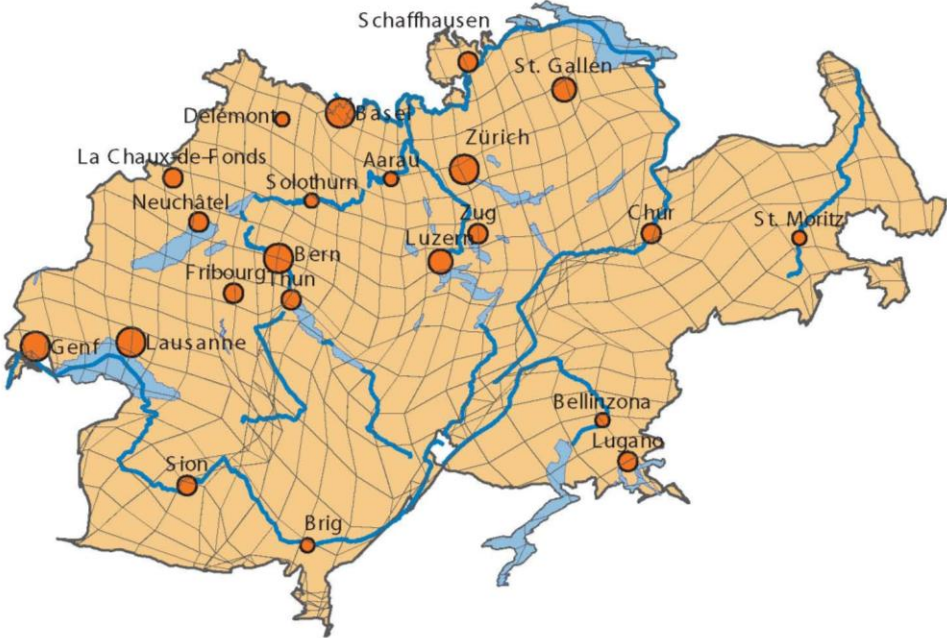 Schaffhausen
St. Gallen
Delémont
Basel
Zürich
La Chaux-de-Fonds
Aarau
Solothurn
Neuchâtel
Zug
Chur
St. Moritz
Luzern
Bern
Fribourg
Thun
Genf
Lausanne
Bellinzona
Lugano
Sion
Brig